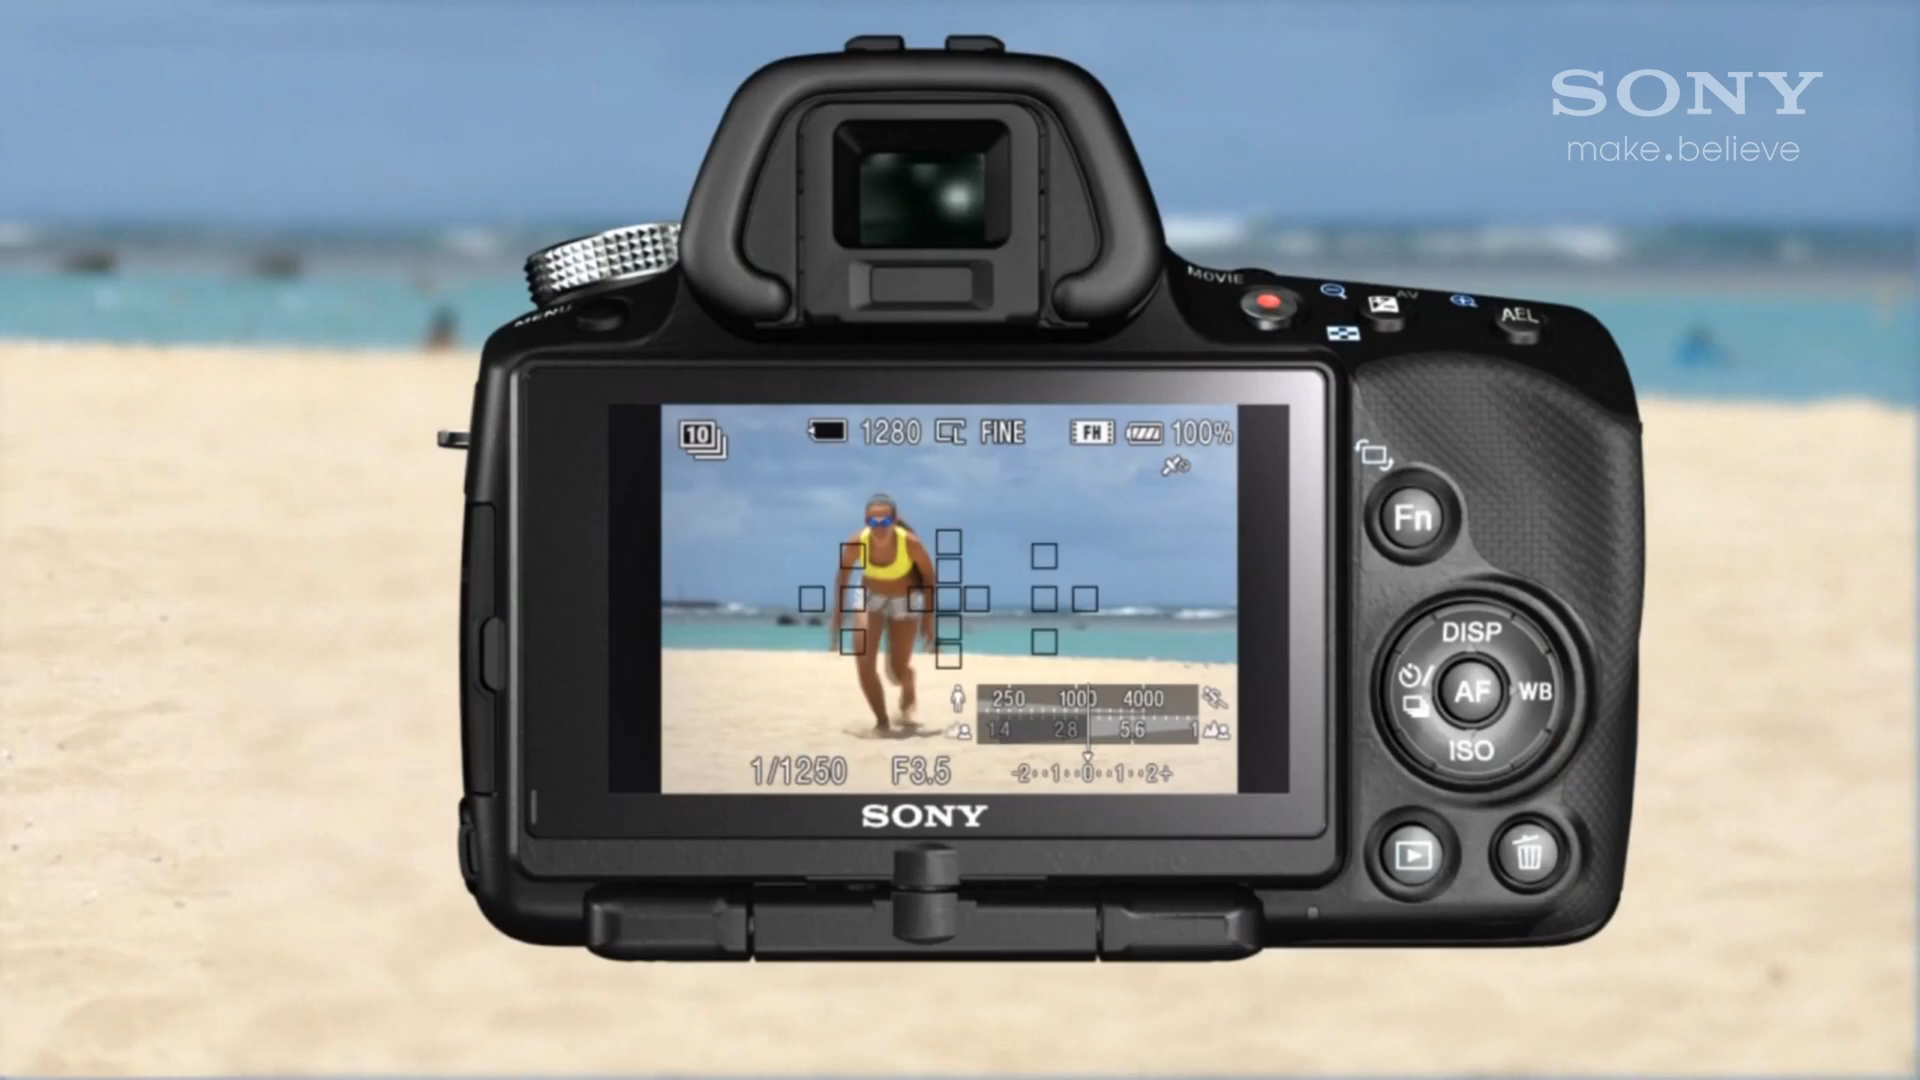 SONY
make.believe
MOVIE
AV
AEL
MENU
10
1280 L FINE
FH 100%
Fn
DISP
AF
WB
ISO
250 1000 4000
1.4 2.8 5.6 1
1/1250 F3.5
-2··1··0··1··2+
SONY